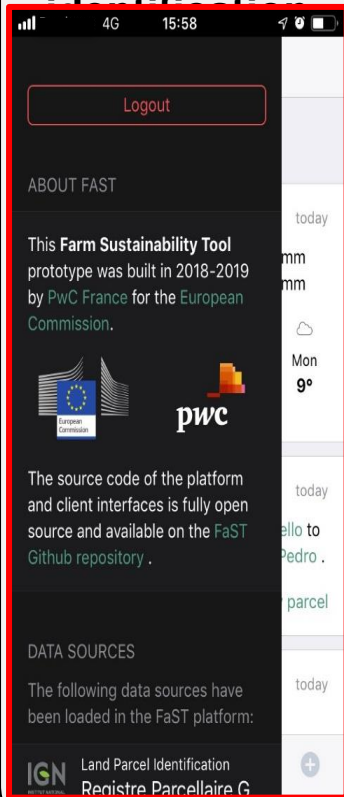 4G 15:58
Logout
ABOUT FAST
This Farm Sustainability Tool
prototype was built in 2018-2019
by PwC France for the European
Commission.
European
Commission
pwc
The source code of the platform
and client interfaces is fully open
source and available on the FaST
Github repository .
DATA SOURCES
The following data sources have
been loaded in the FaST platform:
IGN
Land Parcel Identification
Registre Parcellaire G
today
mm
mm
Mon
9°
today
ello to
Pedro .
parcel
today